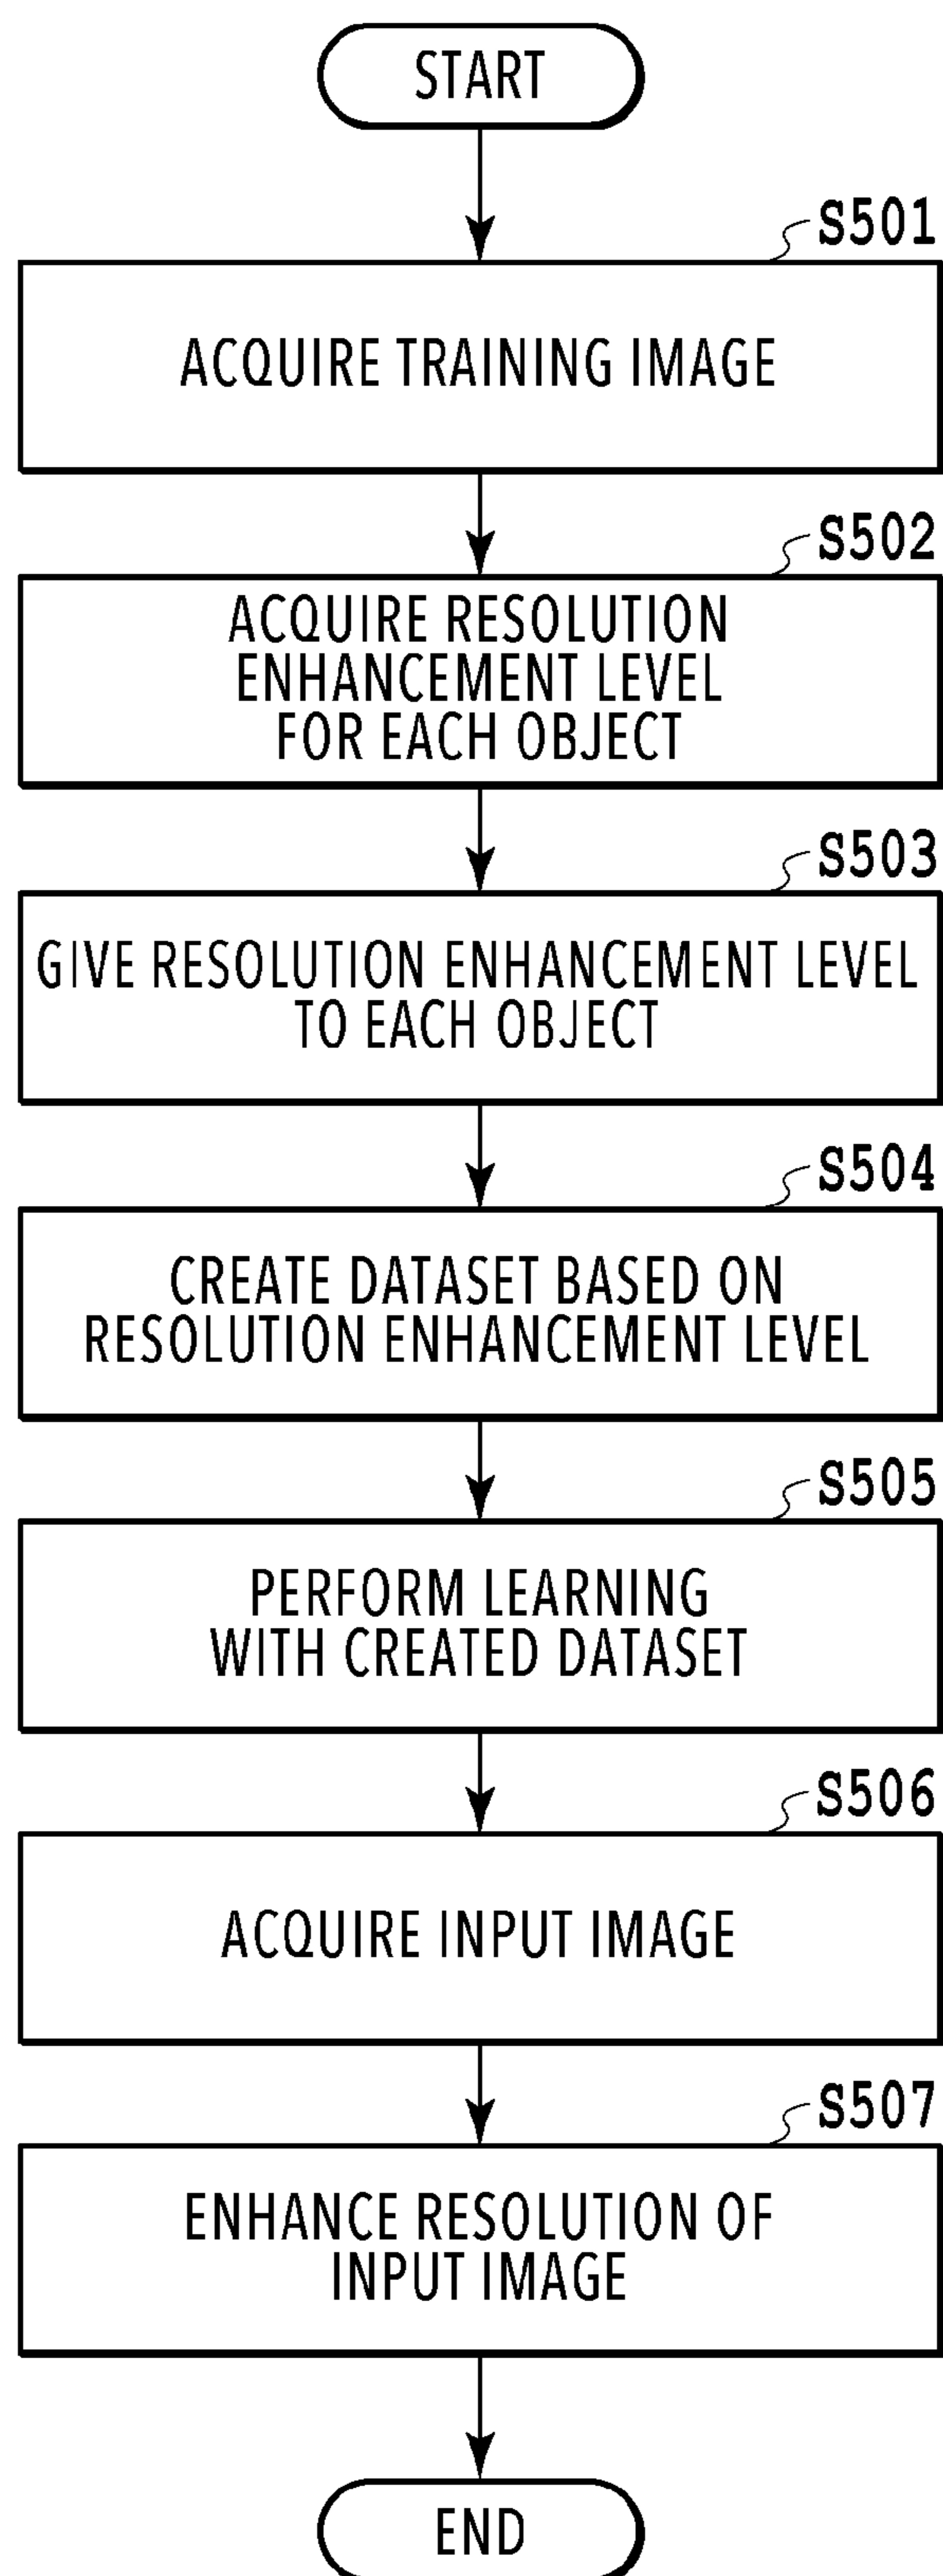 START
S501
ACQUIRE TRAINING IMAGE
S502
ACQUIRE RESOLUTION
ENHANCEMENT LEVEL
FOR EACH OBJECT
S503
GIVE RESOLUTION ENHANCEMENT LEVEL
TO EACH OBJECT
S504
CREATE DATASET BASED ON
RESOLUTION ENHANCEMENT LEVEL
S505
PERFORM LEARNING
WITH CREATED DATASET
S506
ACQUIRE INPUT IMAGE
S507
ENHANCE RESOLUTION OF
INPUT IMAGE
END